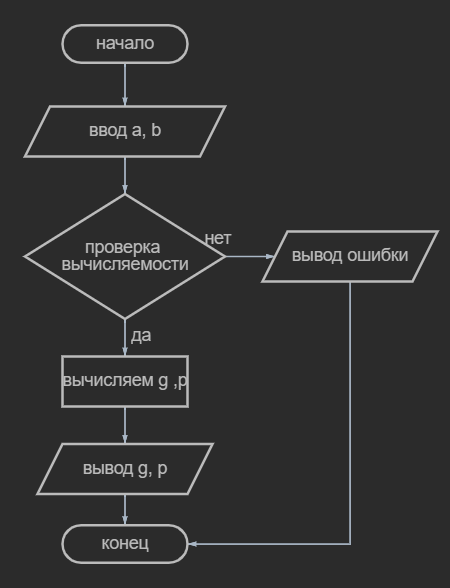 начало
ввод a, b
проверка
вычисляемости
нет
вывод ошибки
да
вычисляем g ,p
вывод g, p
конец